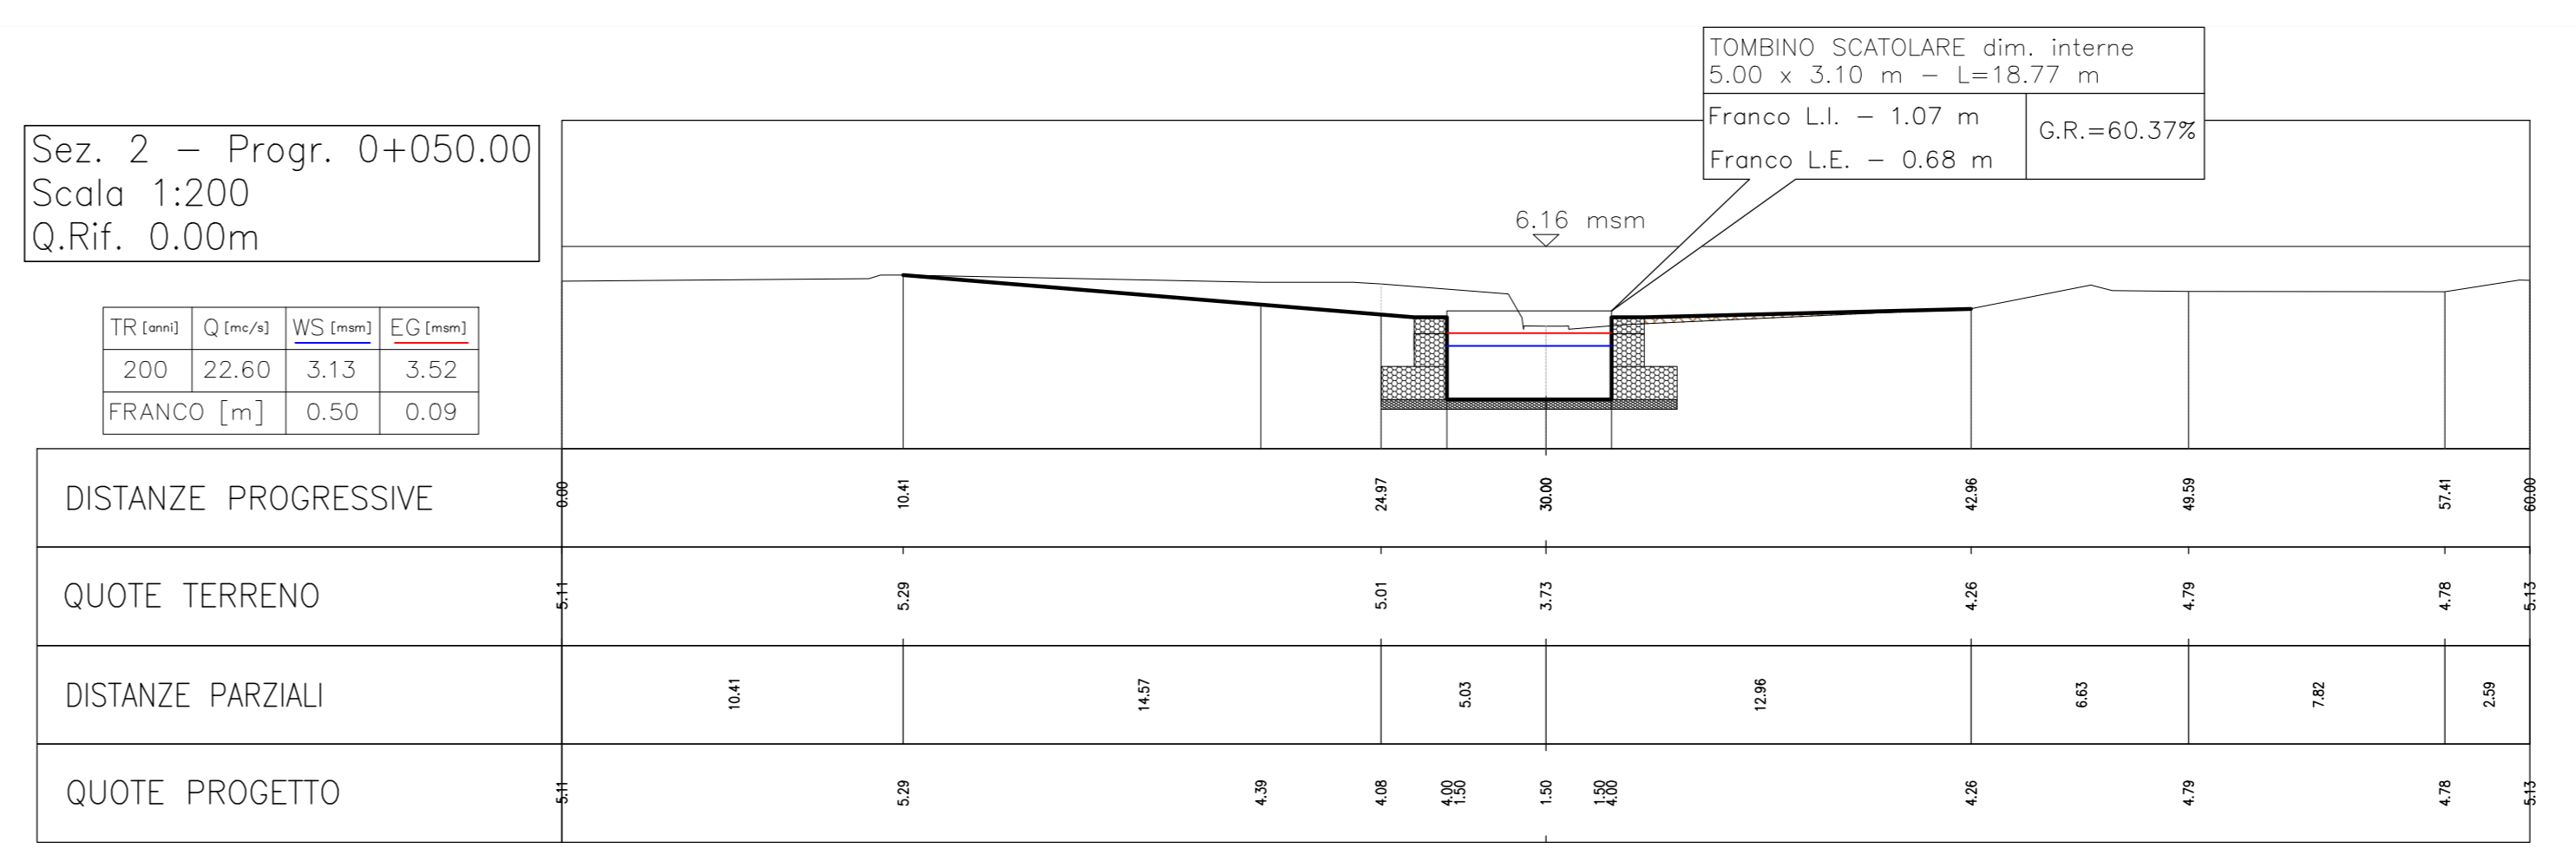 TOMBINO SCATOLARE dim. interne
5.00 x 3.10 m – L=18.77 m
Franco L.I. – 1.07 m
Franco L.E. – 0.68 m
G.R.=60.37%
Sez. 2 – Progr. 0+050.00
Scala 1:200
Q.Rif. 0.00m
6.16 msm
TR [anni] Q [mc/s] WS [msm] EG [msm]
200 22.60 3.13 3.52
FRANCO [m] 0.50 0.09
DISTANZE PROGRESSIVE 0.00 10.41 24.97 30.00 42.96 49.59 57.41 60.00
QUOTE TERRENO 5.11 5.29 5.01 3.73 4.26 4.79 4.78 5.13
DISTANZE PARZIALI 10.41 14.57 5.03 12.96 6.63 7.82 2.59
QUOTE PROGETTO 5.11 5.29 4.39 4.08 4.00 1.50 1.50 1.50 4.00 4.26 4.79 4.78 5.13